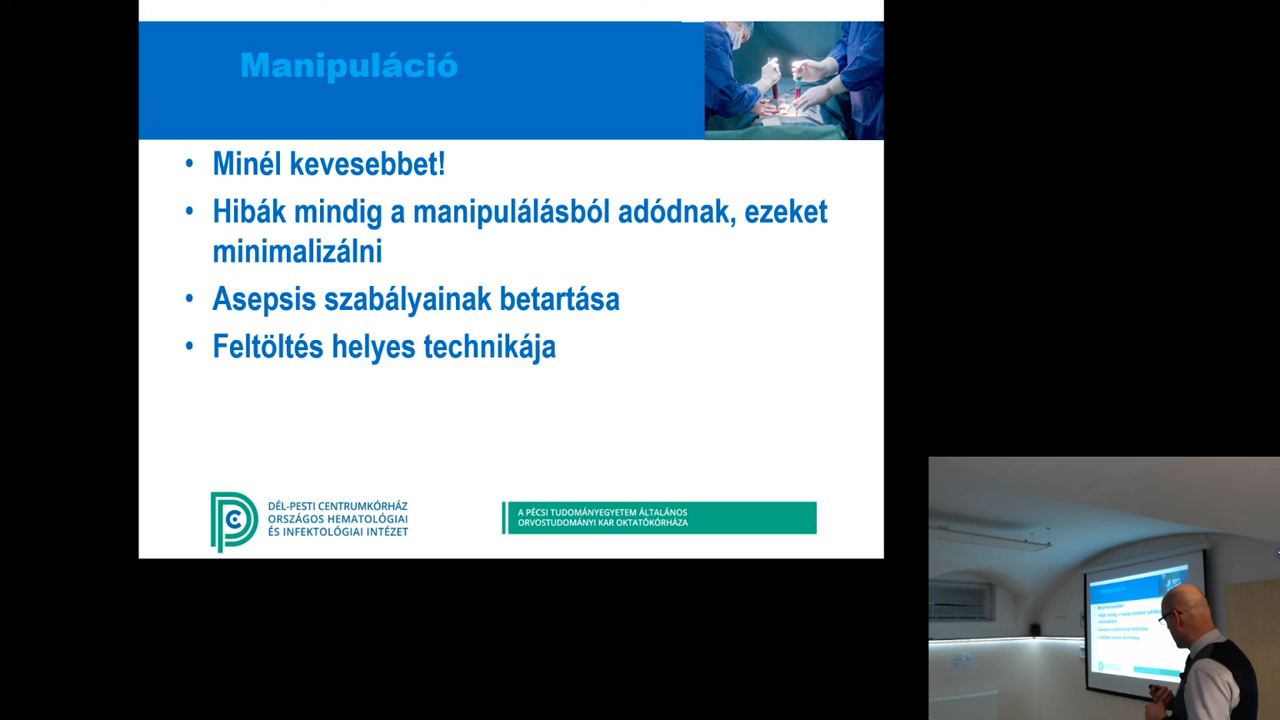 Manipuláció
• Minél kevesebbet!
• Hibák mindig a manipulálásból adódnak, ezeket
minimalizálni
• Asepsis szabályainak betartása
• Feltöltés helyes technikája
DÉL-PESTI CENTRUMKÓRHÁZ
ORSZÁGOS HEMATOLÓGIAI
ÉS INFEKTOLÓGIAI INTÉZET
A PÉCSI TUDOMÁNYEGYETEM ÁLTALÁNOS
ORVOSTUDOMÁNYI KAR OKTATÓKÓRHÁZA